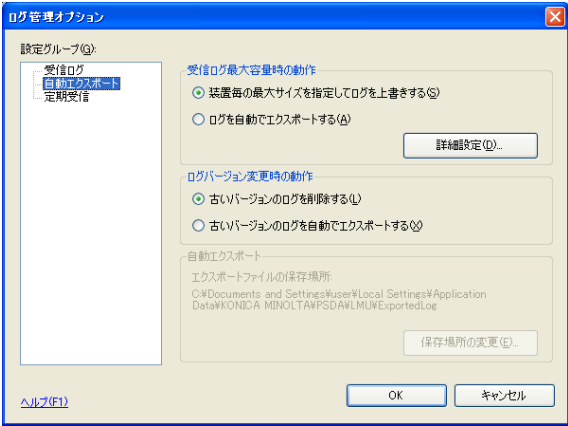 ログ管理オプション
設定グループ(G):
受信ログ
自動エクスポート
定期受信
受信ログ最大容量時の動作
装置毎の最大サイズを指定してログを上書きする(S)
ログを自動でエクスポートする(A)
詳細設定(D)...
ログバージョン変更時の動作
古いバージョンのログを削除する(L)
古いバージョンのログを自動でエクスポートする(X)
自動エクスポート
エクスポートファイルの保存場所:
C:¥Documents and Settings¥user¥Local Settings¥Application
Data¥KONICA MINOLTA¥PSDA¥LMU¥ExportedLog
保存場所の変更(E)...
ヘルプ(F1)
OK
キャンセル